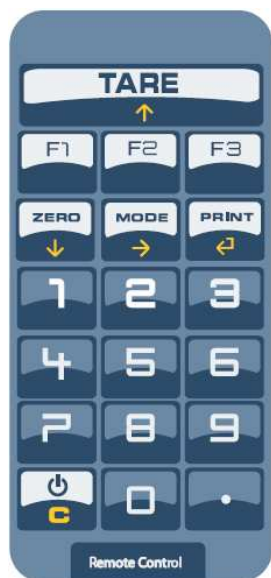 TARE
↑
F1 F2 F3
ZERO MODE PRINT
↓ → ↵
1 2 3
4 5 6
7 8 9
C 0 .
Remote Control